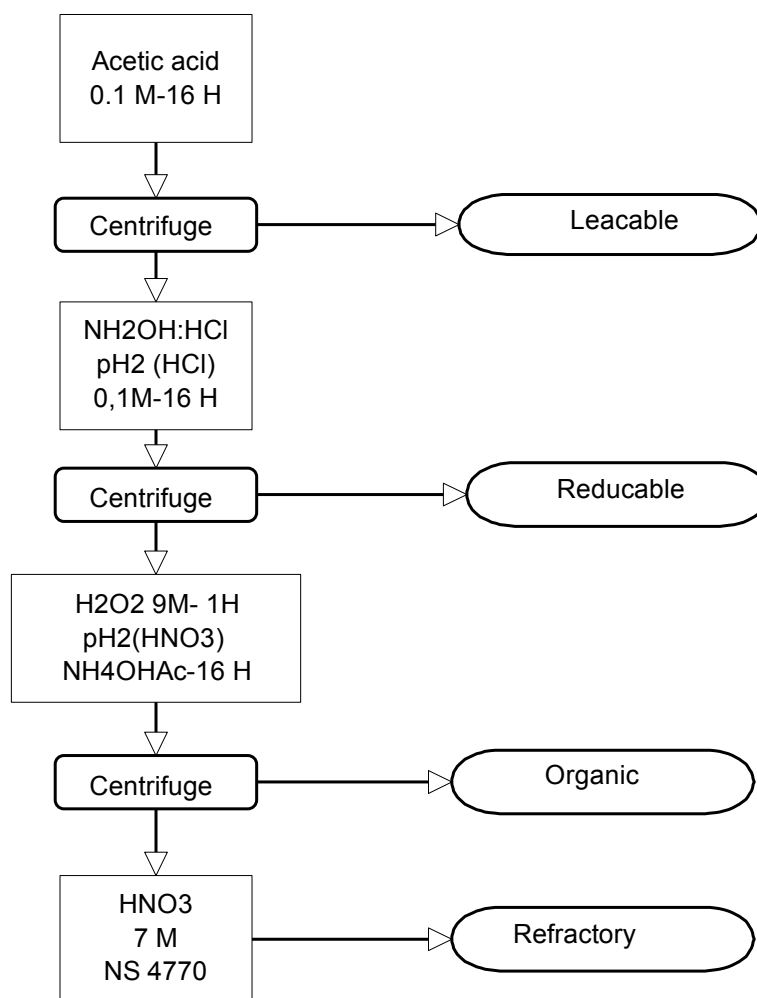 Acetic acid
0.1 M-16 H
Centrifuge
Leacable
NH2OH:HCl
pH2 (HCl)
0,1M-16 H
Centrifuge
Reducable
H2O2 9M- 1H
pH2(HNO3)
NH4OHAc-16 H
Centrifuge
Organic
HNO3
7 M
NS 4770
Refractory